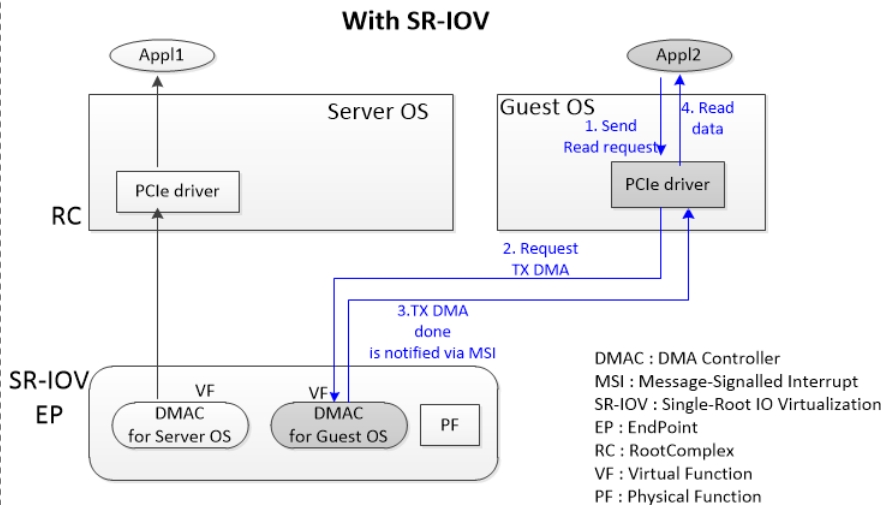 With SR-IOV
Appl1
Appl2
Server OS
Guest OS
1. Send
Read request
4. Read
data
PCIe driver
PCIe driver
RC
2. Request
TX DMA
3.TX DMA
done
is notified via MSI
SR-IOV
EP
VF
DMAC
for Server OS
VF
DMAC
for Guest OS
PF
DMAC : DMA Controller
MSI : Message-Signalled Interrupt
SR-IOV : Single-Root IO Virtualization
EP : EndPoint
RC : RootComplex
VF : Virtual Function
PF : Physical Function